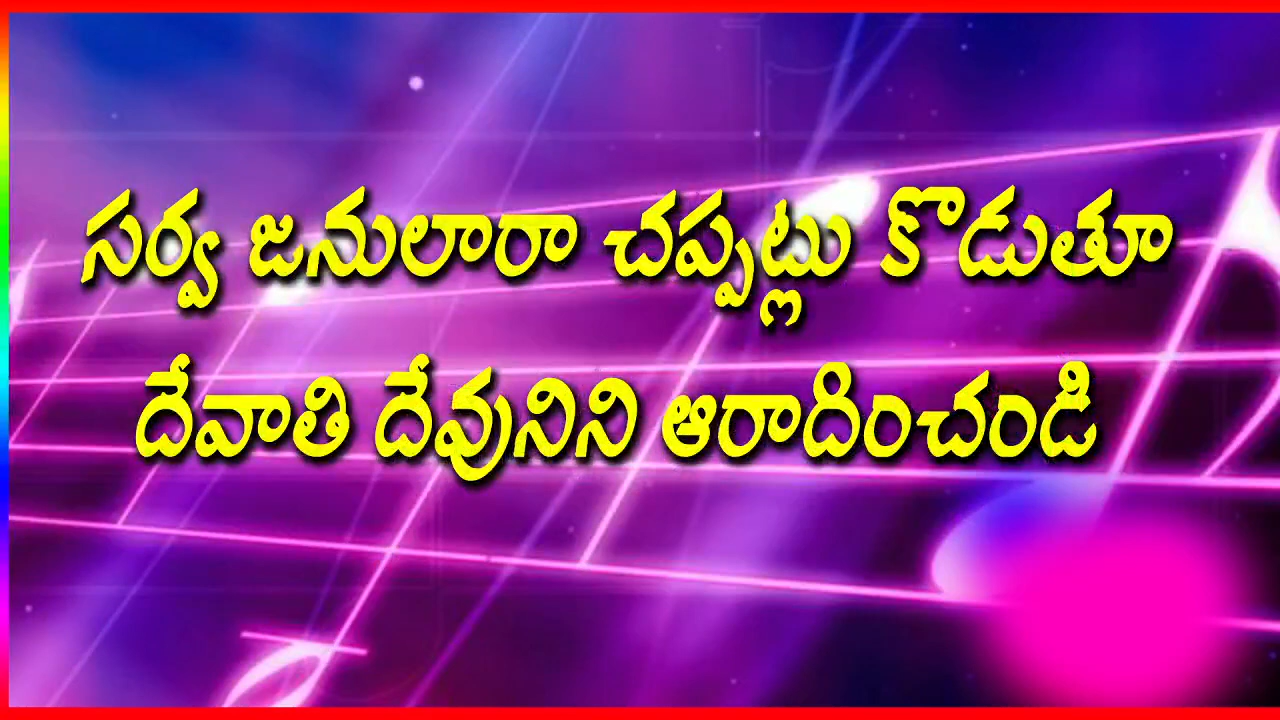 సర్వ జనులారా చప్పట్లు కొడుతూ
దేవాతి దేవునిని ఆరాదించండి